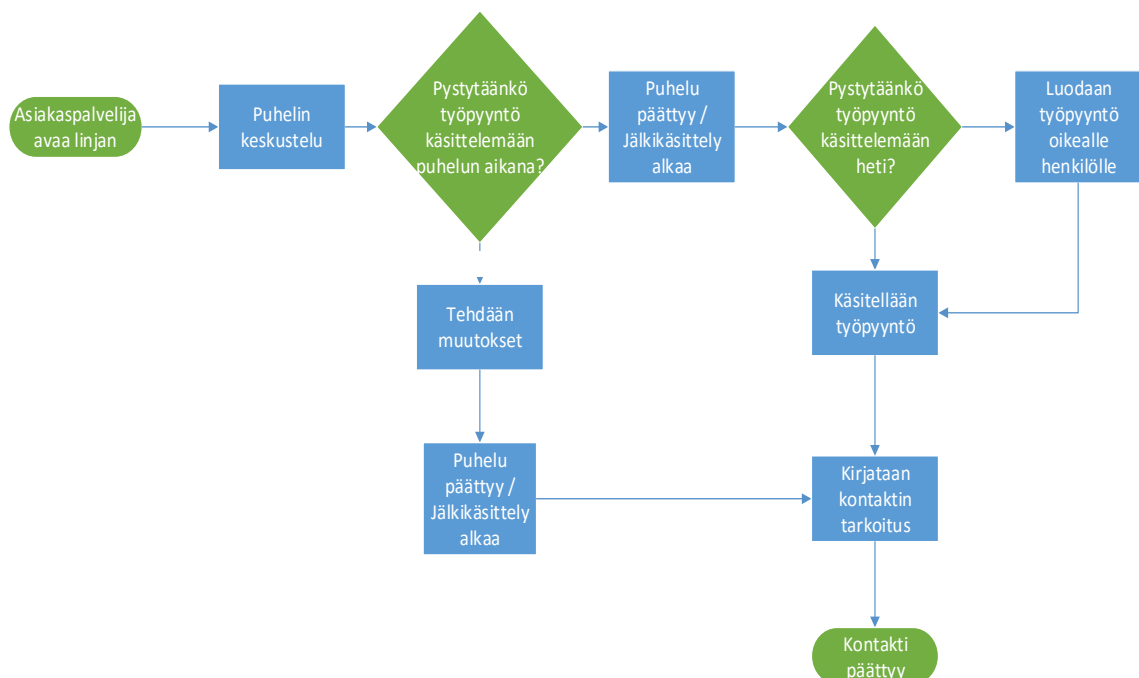 Asiakaspalvelija
avaa linjan
Puhelin
keskustelu
Pystytäänkö
työpyyntö
käsittelemään
puhelun aikana?
Puhelu
päättyy /
Jälkikäsittely
alkaa
Pystytäänkö
työpyyntö
käsittelemään
heti?
Luodaan
työpyyntö
oikealle
henkilölle
Tehdään
muutokset
Käsitellään
työpyyntö
Puhelu
päättyy /
Jälkikäsittely
alkaa
Kirjataan
kontaktin
tarkoitus
Kontakti
päättyy